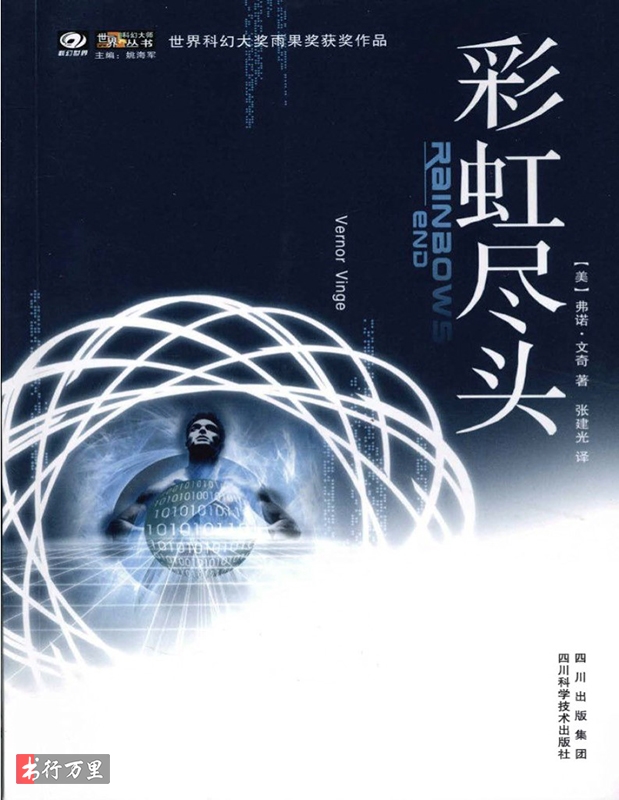 科幻世界
世界科幻大师丛书
主编：姚海军
世界科幻大奖雨果奖获奖作品
彩虹尽头
RAINBOWS
END
Vernor Vinge
［美］弗诺·文奇 著
张建光 译
10101010010
1010101101
四川出版集团
四川科学技术出版社
书行万里